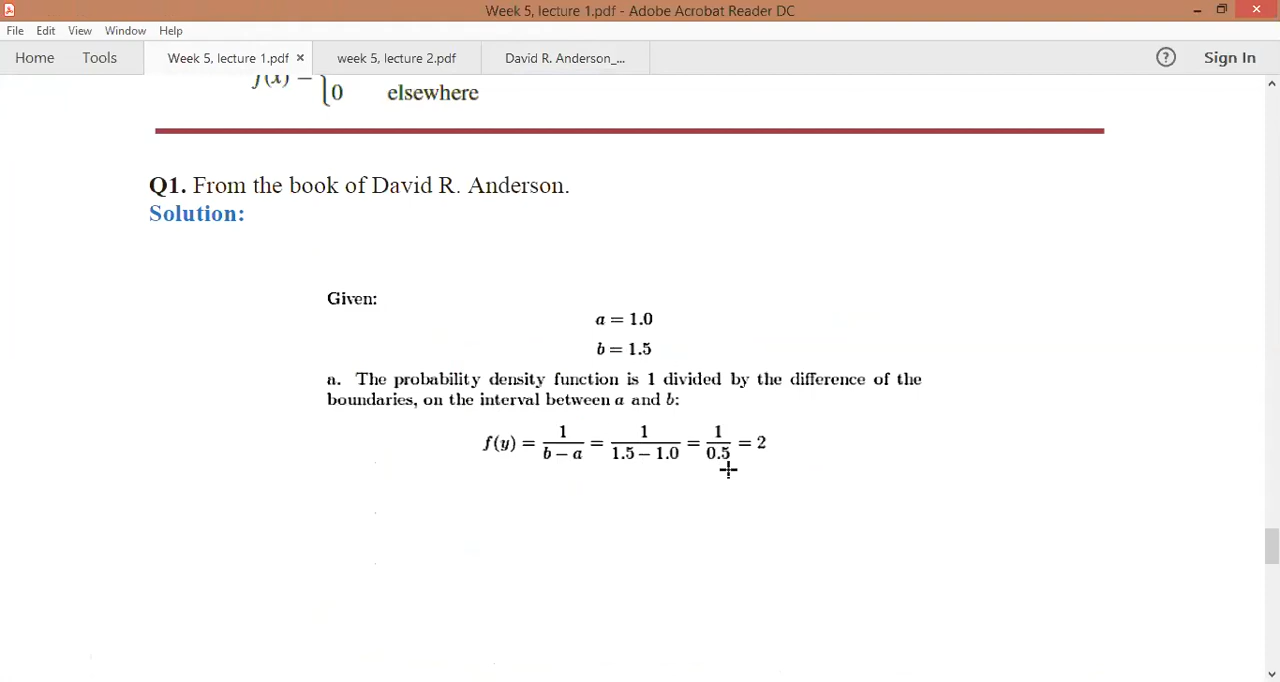 Week 5, lecture 1.pdf - Adobe Acrobat Reader DC
File Edit View Window Help
Home Tools Week 5, lecture 1.pdf × week 5, lecture 2.pdf David R. Anderson_... ? Sign In
f(x) = {0 elsewhere
Q1. From the book of David R. Anderson.
Solution:
Given:
a = 1.0
b = 1.5
a. The probability density function is 1 divided by the difference of the
boundaries, on the interval between a and b:
f(y) = 1/(b − a) = 1/(1.5 − 1.0) = 1/0.5 = 2